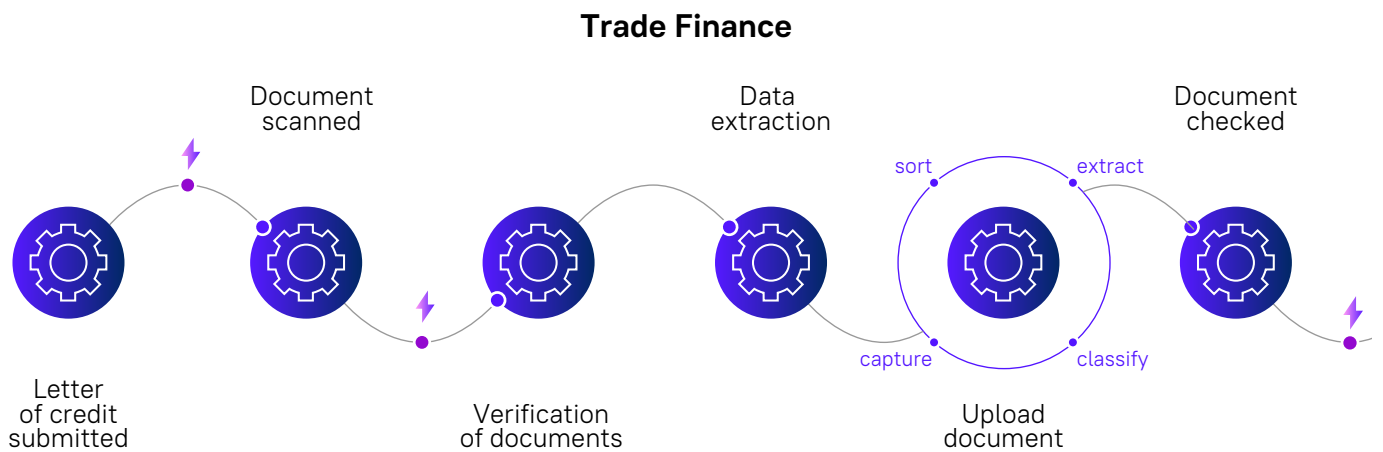 Trade Finance
Document
scanned
Data
extraction
Document
checked
sort
extract
capture
classify
Letter
of credit
submitted
Verification
of documents
Upload
document